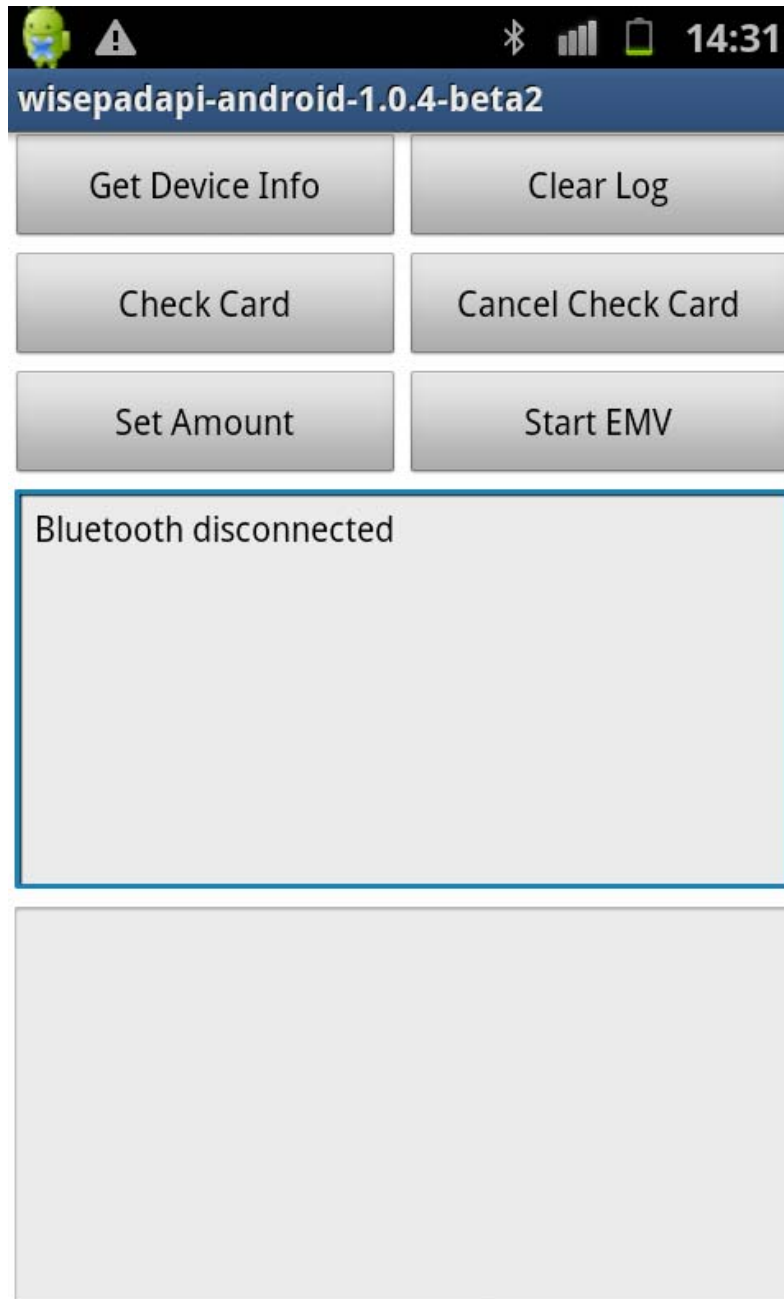 14:31
wisepadapi-android-1.0.4-beta2
Get Device Info
Clear Log
Check Card
Cancel Check Card
Set Amount
Start EMV
Bluetooth disconnected